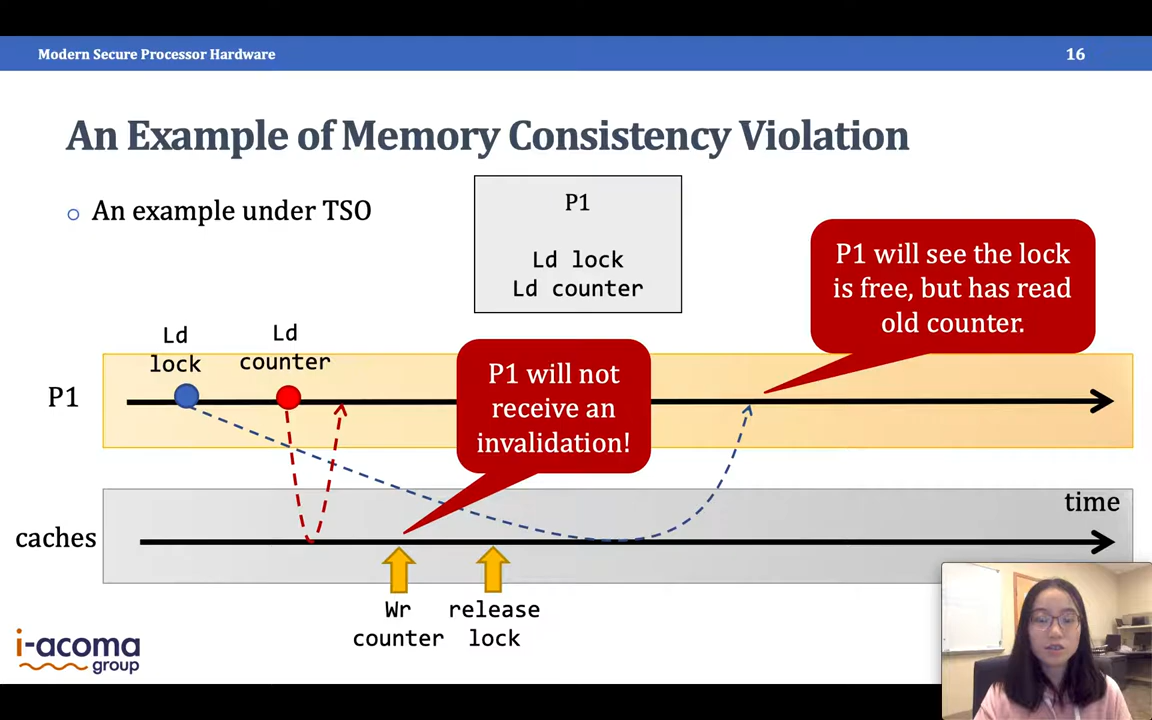 Modern Secure Processor Hardware
16
An Example of Memory Consistency Violation
An example under TSO
P1
Ld lock
Ld counter
P1 will see the lock
is free, but has read
old counter.
Ld
lock
Ld
counter
P1 will not
receive an
invalidation!
P1
time
caches
Wr
counter
release
lock
i-acoma
group